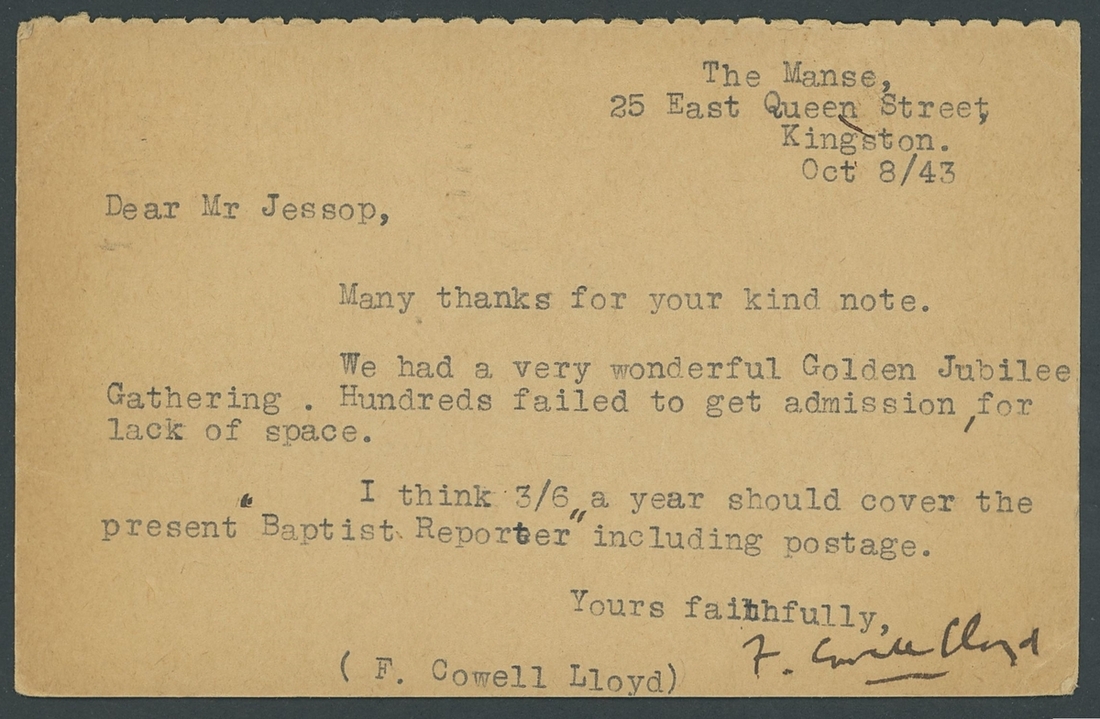 The Manse,
25 East Queen Street,
Kingston.
Oct 8/43
Dear Mr Jessop,
Many thanks for your kind note.
We had a very wonderful Golden Jubilee
Gathering . Hundreds failed to get admission, for
lack of space.
I think 3/6 a year should cover the
present "Baptist Reporter" including postage.
Yours faithfully,
F. Cowell Lloyd
( F. Cowell Lloyd)